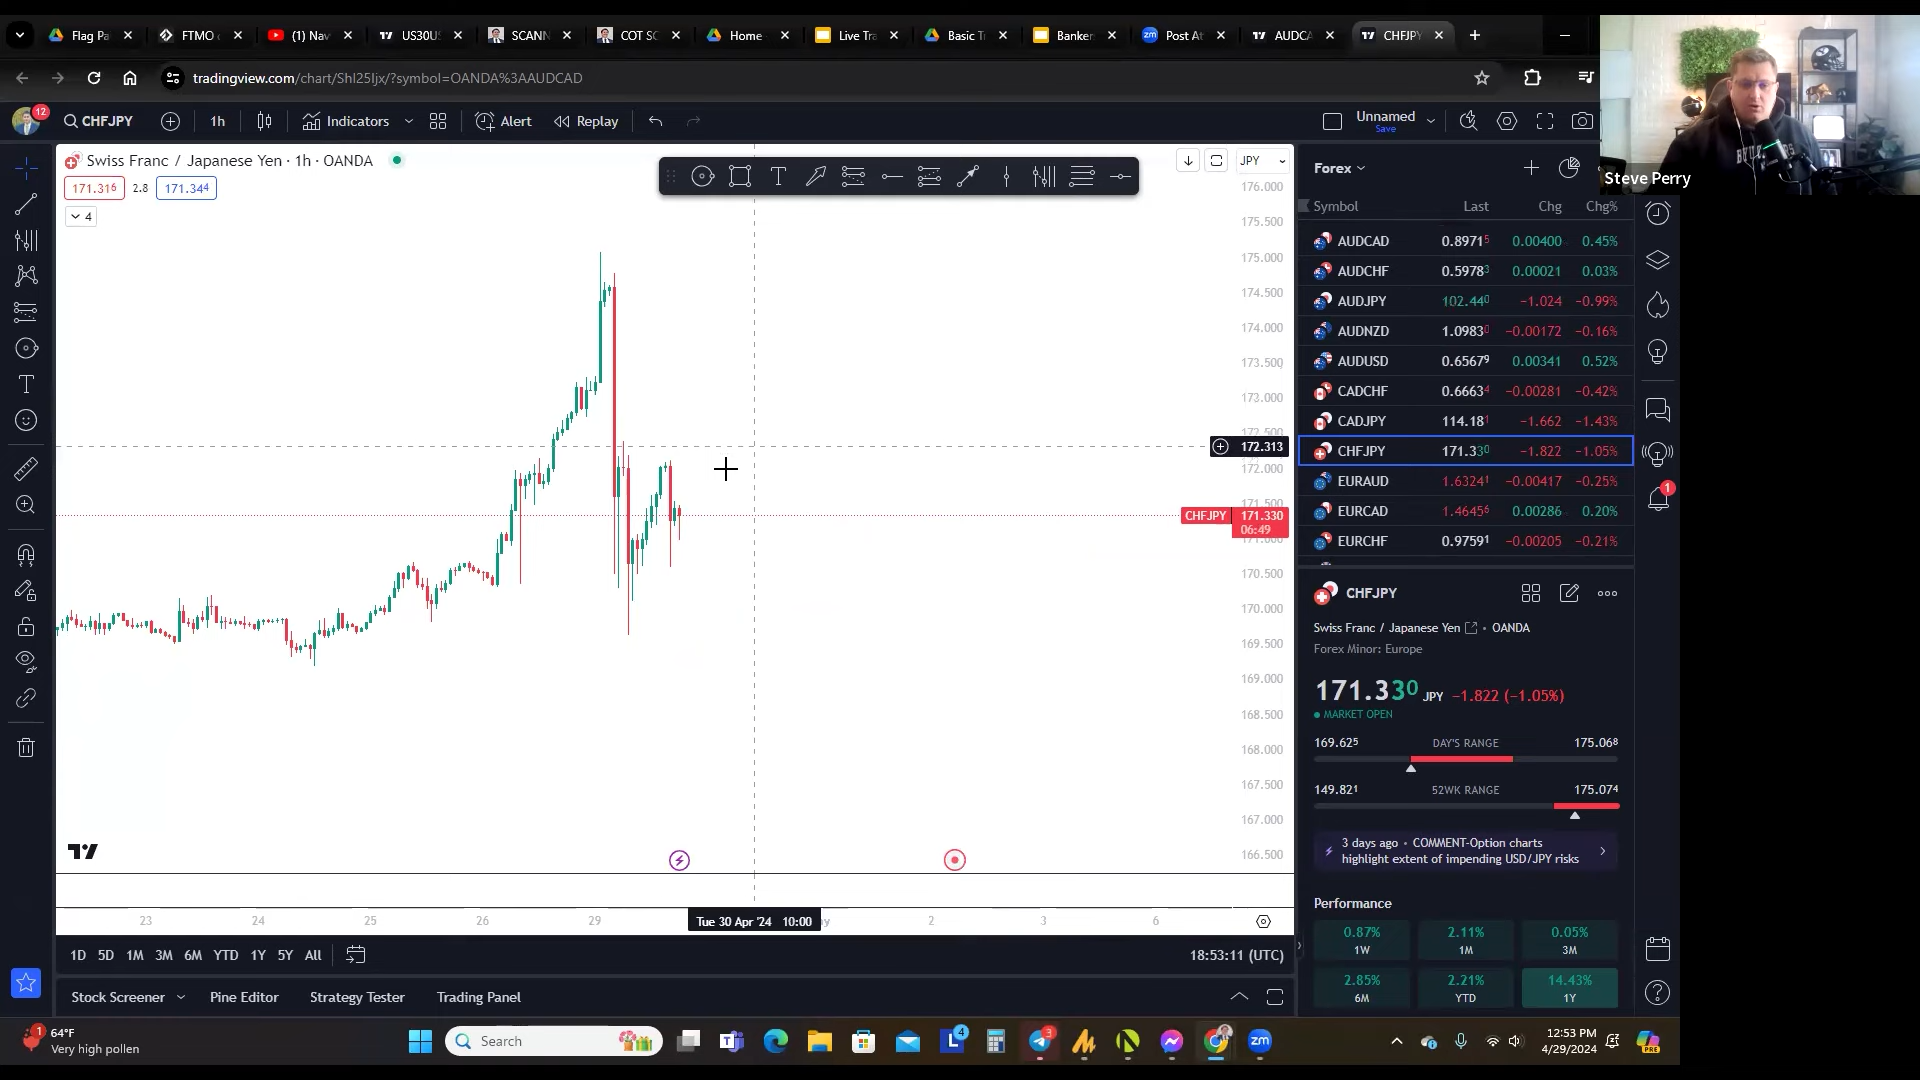 Flag Pa
FTMO
(1) Nav
US30U
SCANN
COT SC
Home
Live Tra
Basic T
Banker
Post At
AUDCA
CHFJPY
tradingview.com/chart/Shl25Ijx/?symbol=OANDA%3AAUDCAD
12
CHFJPY
1h
Indicators
Alert
Replay
Unnamed
Save
Steve Perry
Swiss Franc / Japanese Yen · 1h · OANDA
171.316
2.8
171.344
4
JPY
176.000
175.500
175.000
174.500
174.000
173.500
173.000
172.500
172.313
172.000
171.500
CHFJPY
171.330
06:49
171.000
170.500
170.000
169.500
169.000
168.500
168.000
167.500
167.000
166.500
23
24
25
26
29
Tue 30 Apr '24 10:00
2
3
6
1D
5D
1M
3M
6M
YTD
1Y
5Y
All
18:53:11 (UTC)
Stock Screener
Pine Editor
Strategy Tester
Trading Panel
Forex
Symbol Last Chg Chg%
AUDCAD 0.89715 0.00400 0.45%
AUDCHF 0.59783 0.00021 0.03%
AUDJPY 102.440 −1.024 −0.99%
AUDNZD 1.09830 −0.00172 −0.16%
AUDUSD 0.65679 0.00341 0.52%
CADCHF 0.66634 −0.00281 −0.42%
CADJPY 114.181 −1.662 −1.43%
CHFJPY 171.330 −1.822 −1.05%
EURAUD 1.63241 −0.00417 −0.25%
EURCAD 1.46456 0.00286 0.20%
EURCHF 0.97591 −0.00205 −0.21%
1
CHFJPY
Swiss Franc / Japanese Yen • OANDA
Forex Minor: Europe
171.330 JPY −1.822 (−1.05%)
MARKET OPEN
169.625 DAY'S RANGE 175.068
149.821 52WK RANGE 175.074
3 days ago • COMMENT-Option charts
highlight extent of impending USD/JPY risks
Performance
0.87%
1W
2.11%
1M
0.05%
3M
2.85%
6M
2.21%
YTD
14.43%
1Y
1
64°F
Very high pollen
Search
4
3
zm
12:53 PM
4/29/2024
PRE